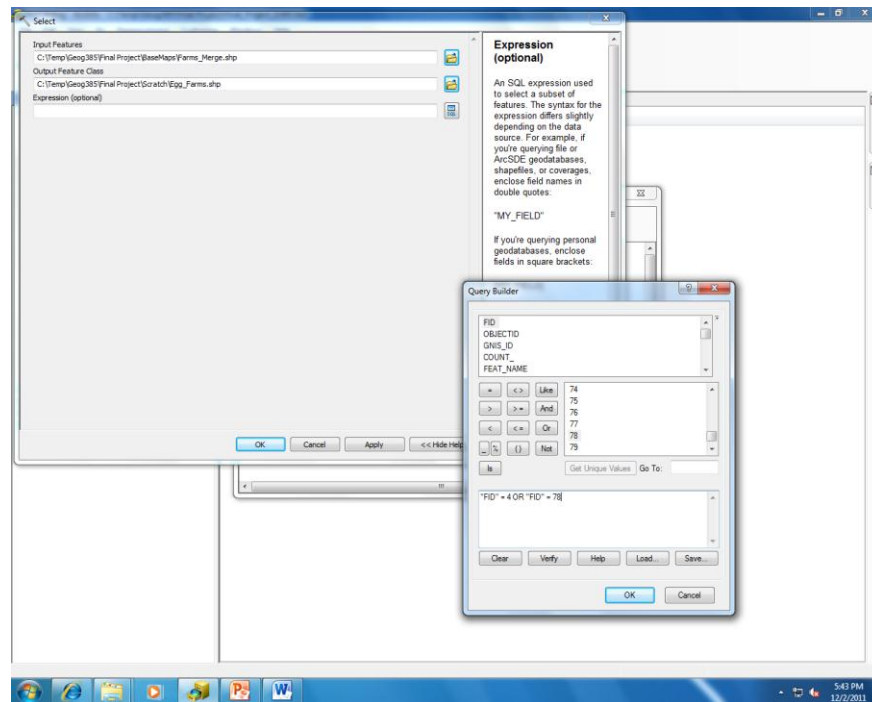 Select
Input Features
C:\Temp\Geog385\Final Project\BaseMaps\Farms_Merge.shp
Output Feature Class
C:\Temp\Geog385\Final Project\Scratch\Egg_Farms.shp
Expression (optional)
SQL
OK Cancel Apply << Hide Help
Expression
(optional)
An SQL expression used
to select a subset of
features. The syntax for the
expression differs slightly
depending on the data
source. For example, if
you're querying file or
ArcSDE geodatabases,
shapefiles, or coverages,
enclose field names in
double quotes:
"MY_FIELD"
If you're querying personal
geodatabases, enclose
fields in square brackets:
Query Builder
FID
OBJECTID
GNIS_ID
COUNT_
FEAT_NAME
= <> Like
> >= And
< <= Or
_ % () Not
Is
74
75
76
77
78
79
Get Unique Values Go To:
"FID" = 4 OR "FID" = 78
Clear Verify Help Load... Save...
OK Cancel
5:43 PM
12/2/2011